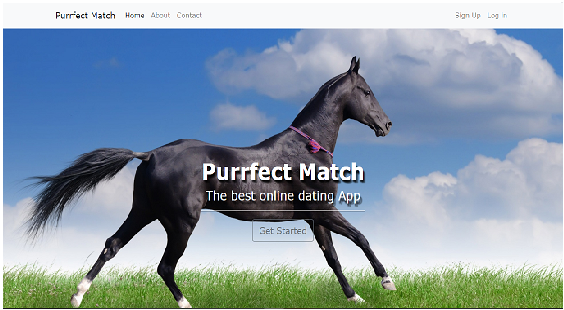 Purrfect Match Home About Contact Sign Up Log in
Purrfect Match
The best online dating App
Get Started